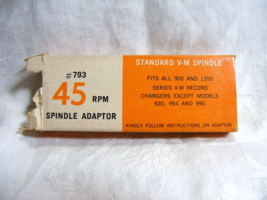 #793
45 RPM
SPINDLE ADAPTOR
STANDARD V-M SPINDLE
FITS ALL 900 AND 1200
SERIES V-M RECORD
CHANGERS EXCEPT MODELS
920, 954 AND 990.
KINDLY FOLLOW INSTRUCTIONS ON ADAPTOR